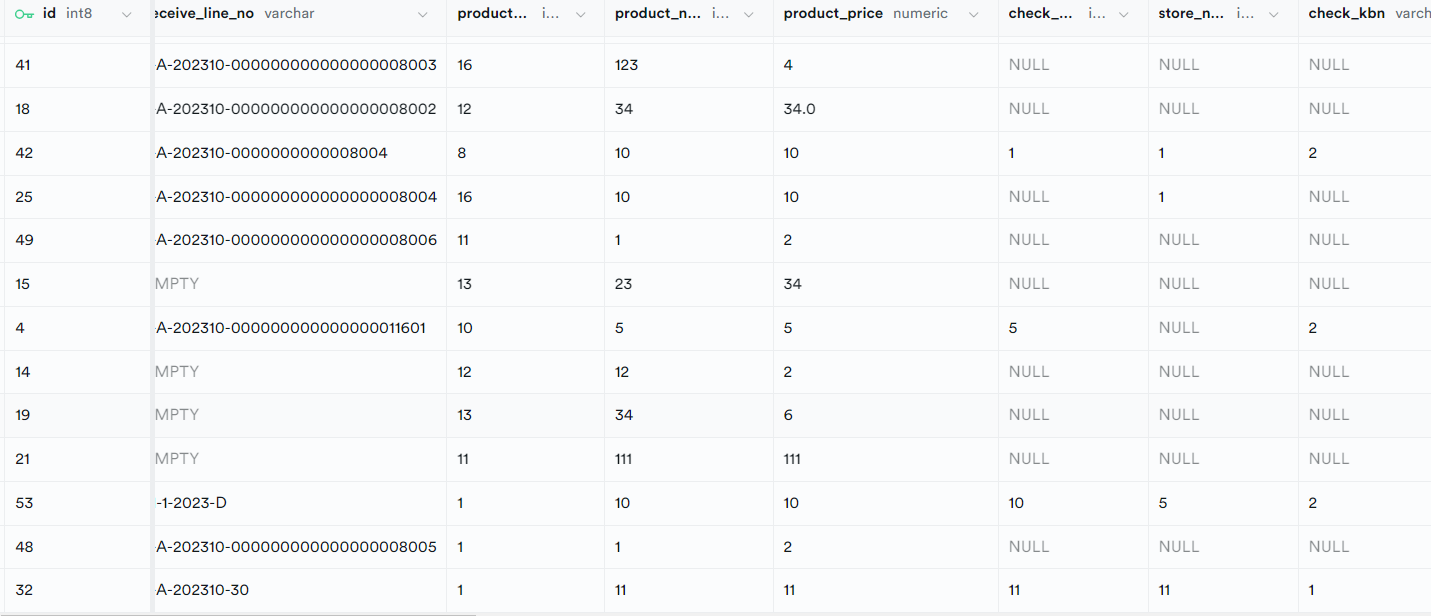 id int8 eceive_line_no varchar product... i... product_n... i... product_price numeric check_... i... store_n... i... check_kbn varch
41 A-202310-000000000000000008003 16 123 4 NULL NULL NULL
18 A-202310-000000000000000008002 12 34 34.0 NULL NULL NULL
42 A-202310-0000000000008004 8 10 10 1 1 2
25 A-202310-000000000000000008004 16 10 10 NULL 1 NULL
49 A-202310-000000000000000008006 11 1 2 NULL NULL NULL
15 MPTY 13 23 34 NULL NULL NULL
4 A-202310-000000000000000011601 10 5 5 5 NULL 2
14 MPTY 12 12 2 NULL NULL NULL
19 MPTY 13 34 6 NULL NULL NULL
21 MPTY 11 111 111 NULL NULL NULL
53 -1-2023-D 1 10 10 10 5 2
48 A-202310-000000000000000008005 1 1 2 NULL NULL NULL
32 A-202310-30 1 11 11 11 11 1